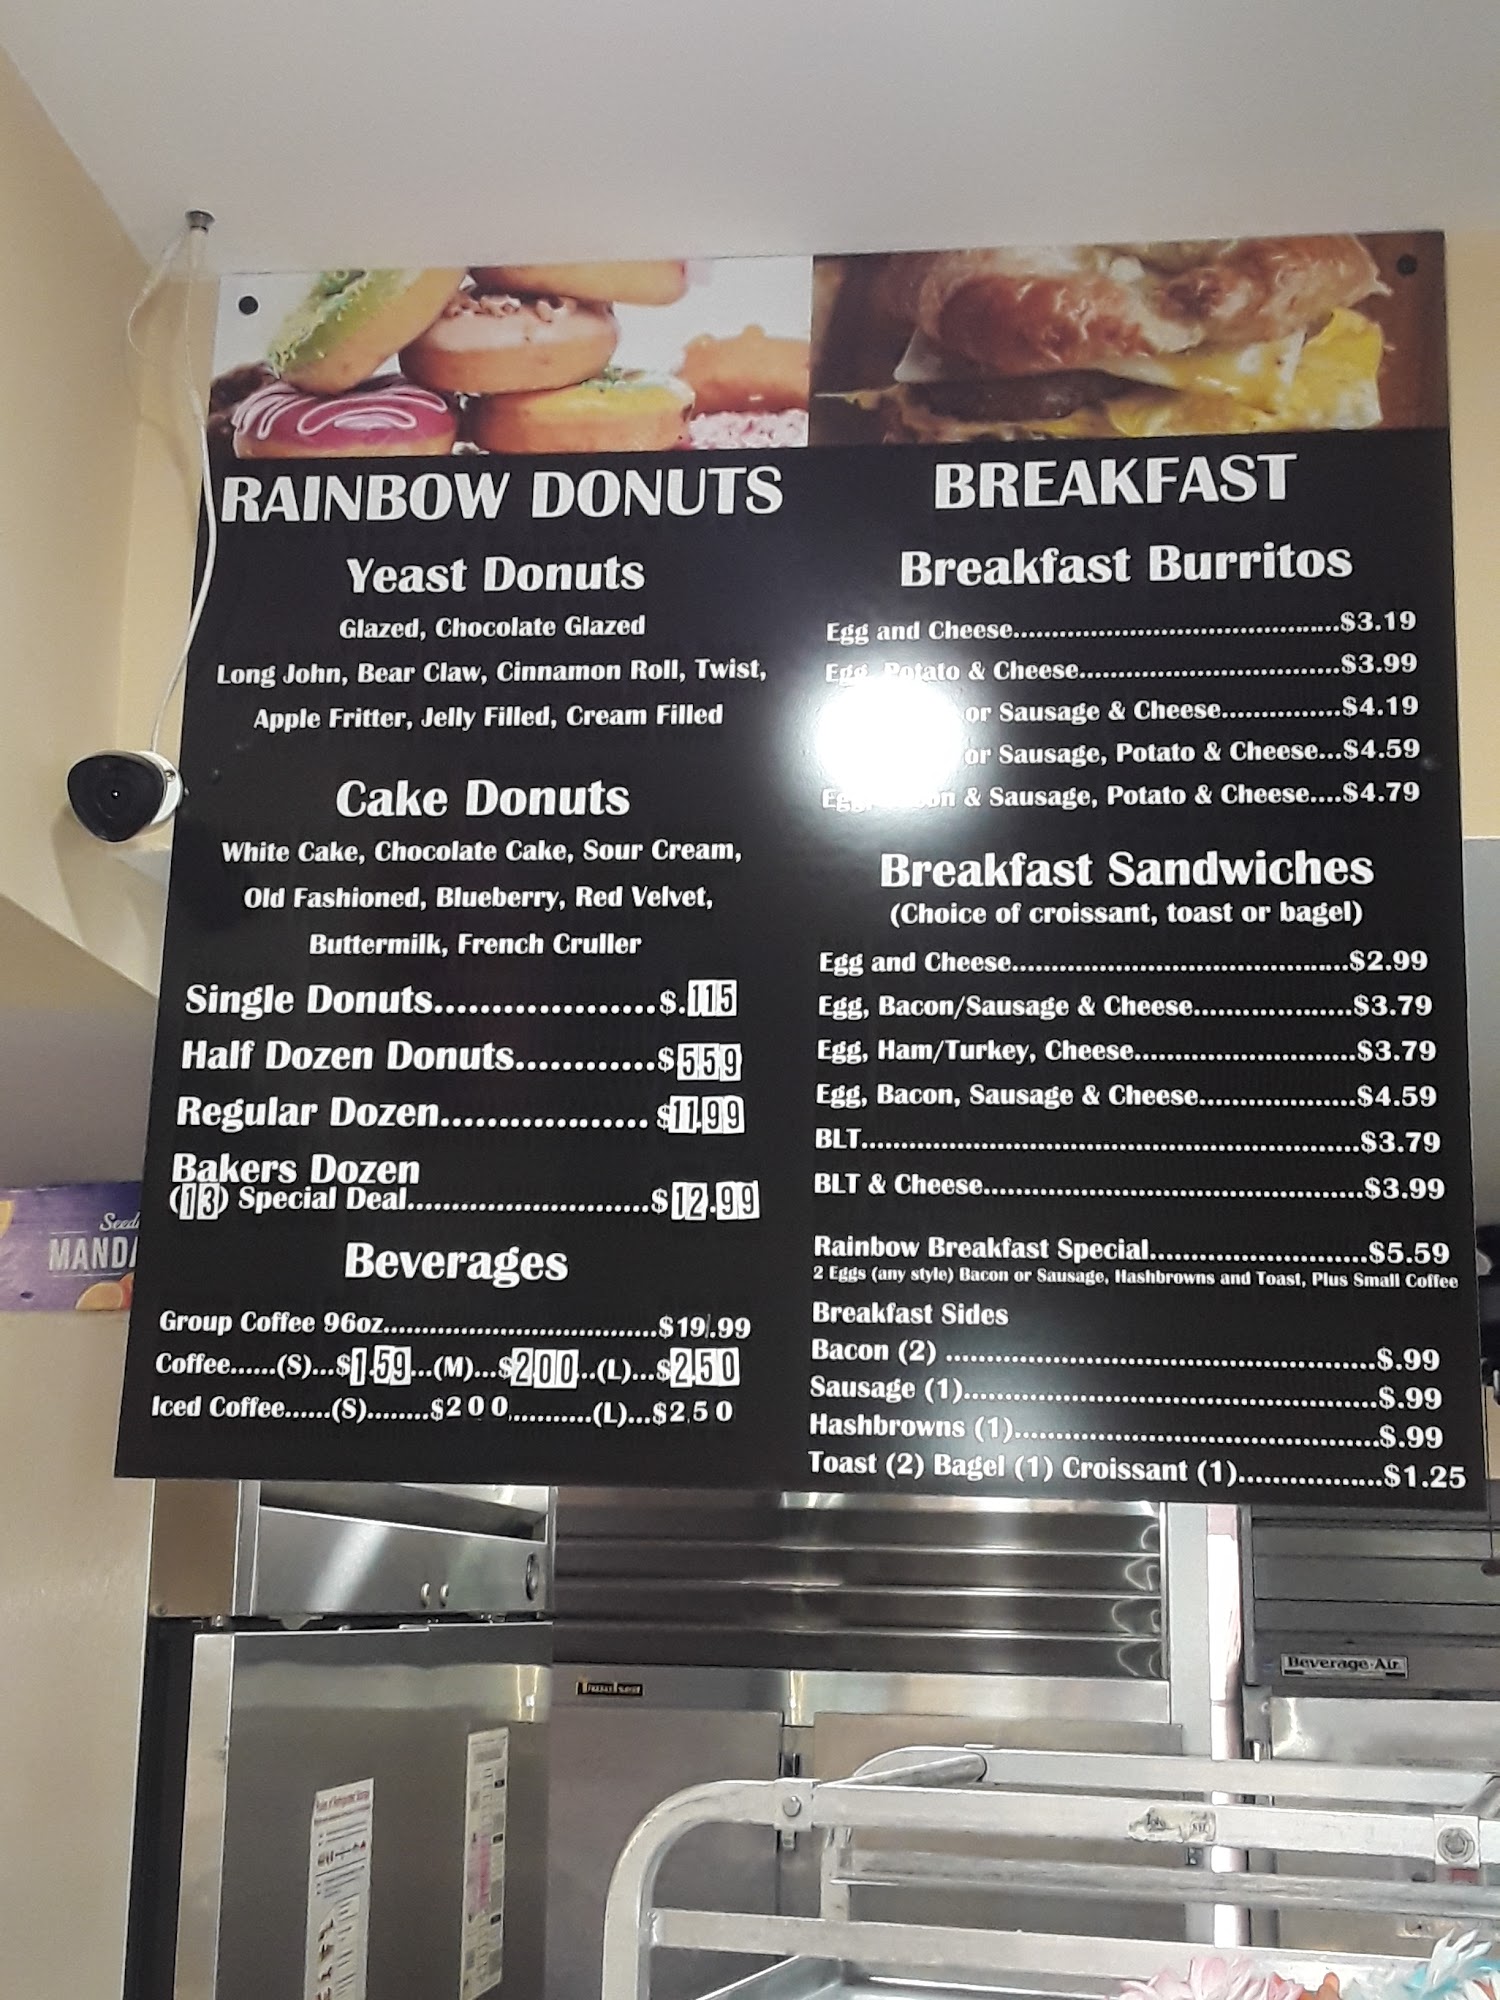 RAINBOW DONUTS
Yeast Donuts
Glazed, Chocolate Glazed
Long John, Bear Claw, Cinnamon Roll, Twist,
Apple Fritter, Jelly Filled, Cream Filled
Cake Donuts
White Cake, Chocolate Cake, Sour Cream,
Old Fashioned, Blueberry, Red Velvet,
Buttermilk, French Cruller
Single Donuts....................$.115
Half Dozen Donuts............$559
Regular Dozen.................. $11.99
Bakers Dozen
(13) Special Deal............................$12.99
Beverages
Group Coffee 96oz...................................$19.99
Coffee......(S)...$1.59...(M)...$200...(L)...$250
Iced Coffee......(S)........$200............(L)...$250
BREAKFAST
Breakfast Burritos
Egg and Cheese...........................................$3.19
Egg, Potato & Cheese..................................$3.99
or Sausage & Cheese................$4.19
or Sausage, Potato & Cheese...$4.59
& Sausage, Potato & Cheese....$4.79
Breakfast Sandwiches
(Choice of croissant, toast or bagel)
Egg and Cheese...........................................$2.99
Egg, Bacon/Sausage & Cheese....................$3.79
Egg, Ham/Turkey, Cheese............................$3.79
Egg, Bacon, Sausage & Cheese....................$4.59
BLT...............................................................$3.79
BLT & Cheese................................................$3.99
Rainbow Breakfast Special...........................$5.59
2 Eggs (any style) Bacon or Sausage, Hashbrowns and Toast, Plus Small Coffee
Breakfast Sides
Bacon (2) ......................................................$.99
Sausage (1)....................................................$.99
Hashbrowns (1)..............................................$.99
Toast (2) Bagel (1) Croissant (1)..................$1.25
MANDA
Beverage-Air